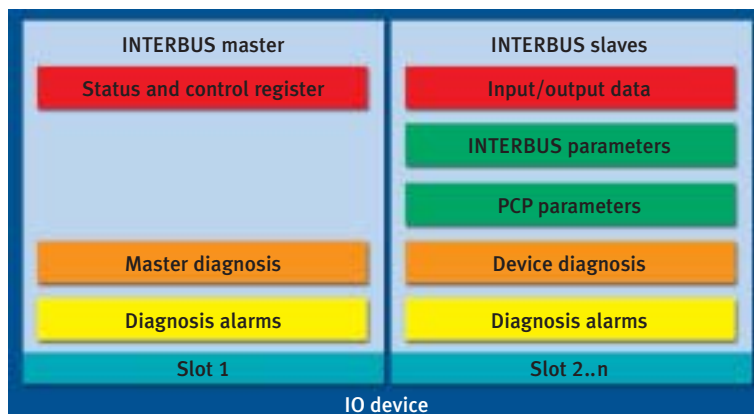 INTERBUS master
Status and control register
Master diagnosis
Diagnosis alarms
Slot 1
INTERBUS slaves
Input/output data
INTERBUS parameters
PCP parameters
Device diagnosis
Diagnosis alarms
Slot 2..n
IO device